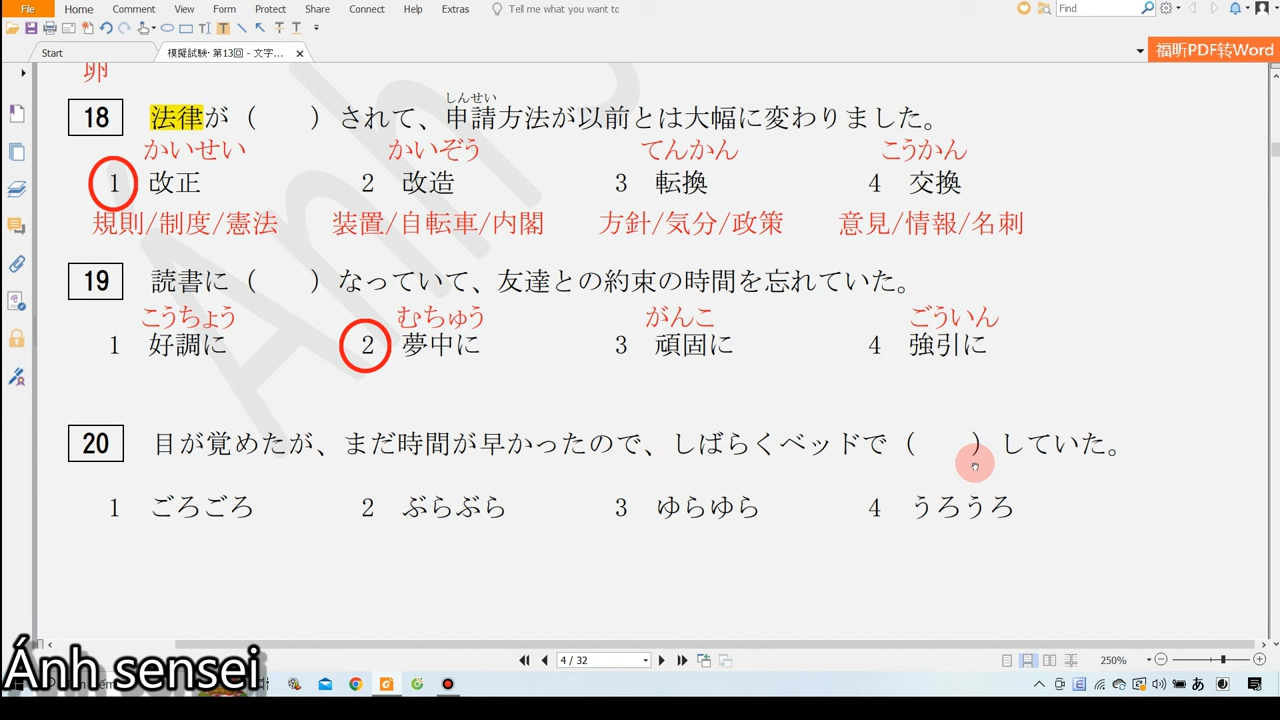 File Home Comment View Form Protect Share Connect Help Extras Tell me what you want to Find
Start 模擬試験・第13回 - 文字... 福昕PDF转Word
卵
しんせい
18 法律が（　　）されて、申請方法が以前とは大幅に変わりました。
かいせい かいぞう てんかん こうかん
1 改正 2 改造 3 転換 4 交換
規則/制度/憲法 装置/自転車/内閣 方針/気分/政策 意見/情報/名刺
19 読書に（　　）なっていて、友達との約束の時間を忘れていた。
こうちょう むちゅう がんこ ごういん
1 好調に 2 夢中に 3 頑固に 4 強引に
20 目が覚めたが、まだ時間が早かったので、しばらくベッドで（　　）していた。
1 ごろごろ 2 ぶらぶら 3 ゆらゆら 4 うろうろ
Ánh sensei
4 / 32 250%
あ